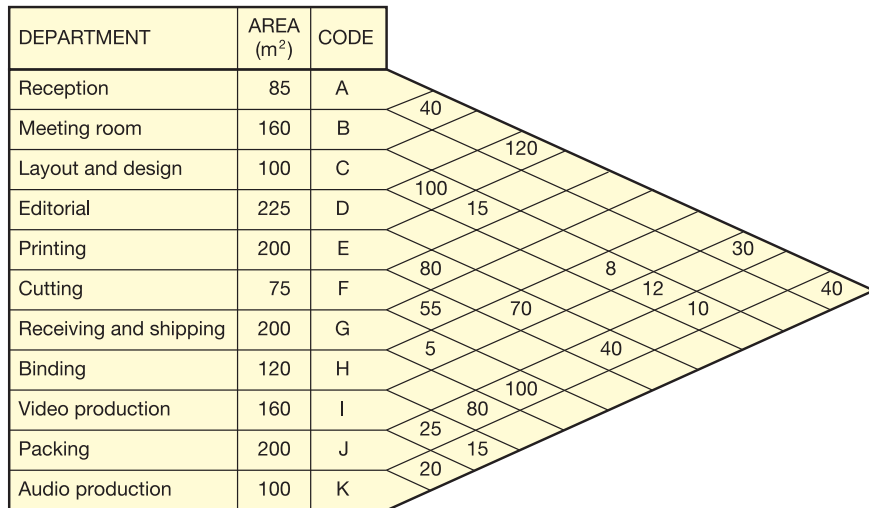 DEPARTMENT AREA (m²) CODE
Reception 85 A
40
Meeting room 160 B
120
Layout and design 100 C
100
15
Editorial 225 D
Printing 200 E
30
80 8
Cutting 75 F
12 40
55 70 10
Receiving and shipping 200 G
5 40
Binding 120 H
100
Video production 160 I
80
25
Packing 200 J
15
20
Audio production 100 K